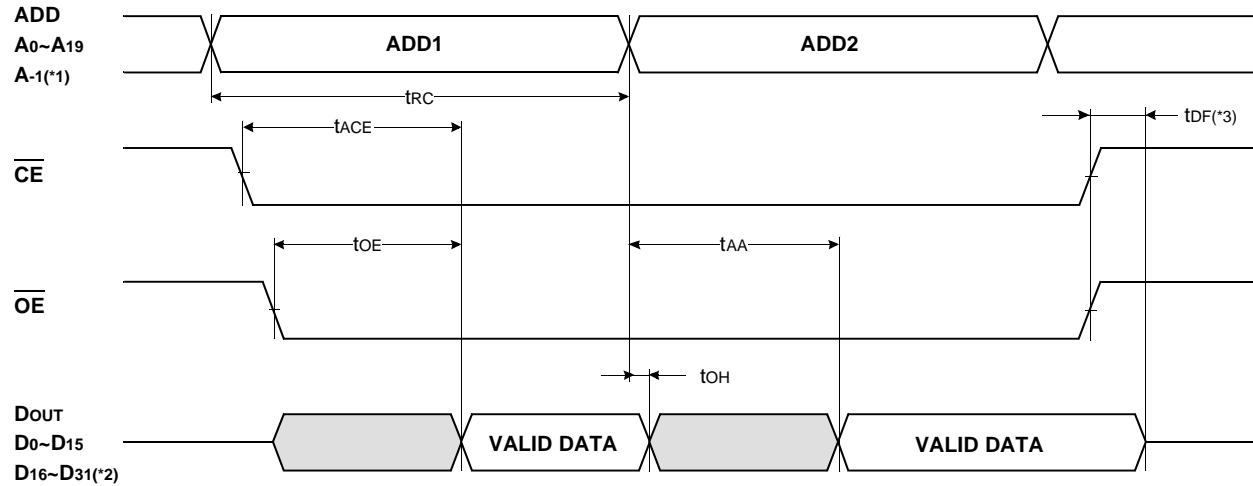 ADD
A0~A19
A-1(*1)
ADD1
ADD2
tRC
tACE
tDF(*3)
CE
tOE
tAA
OE
tOH
DOUT
D0~D15
D16~D31(*2)
VALID DATA
VALID DATA